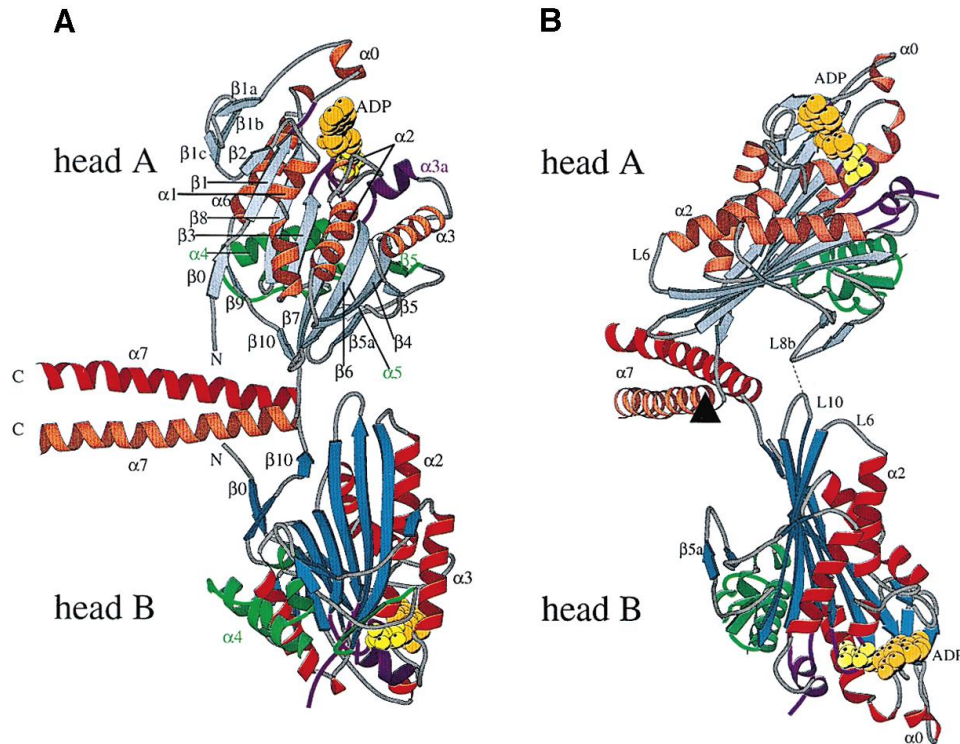 A
α0
β1a
ADP
β1b
α2
β1c
β2
head A
α3a
β1
α1
α6
β8
β3
α3
α4
β5
β0
β9
β7
β5
β10
β5a
β4
N
β6
α5
α7
C
C
α7
N
β10
α2
β0
α3
head B
α4
B
α0
ADP
head A
α2
L6
L8b
α7
L10
L6
α2
β5a
head B
ADP
α0